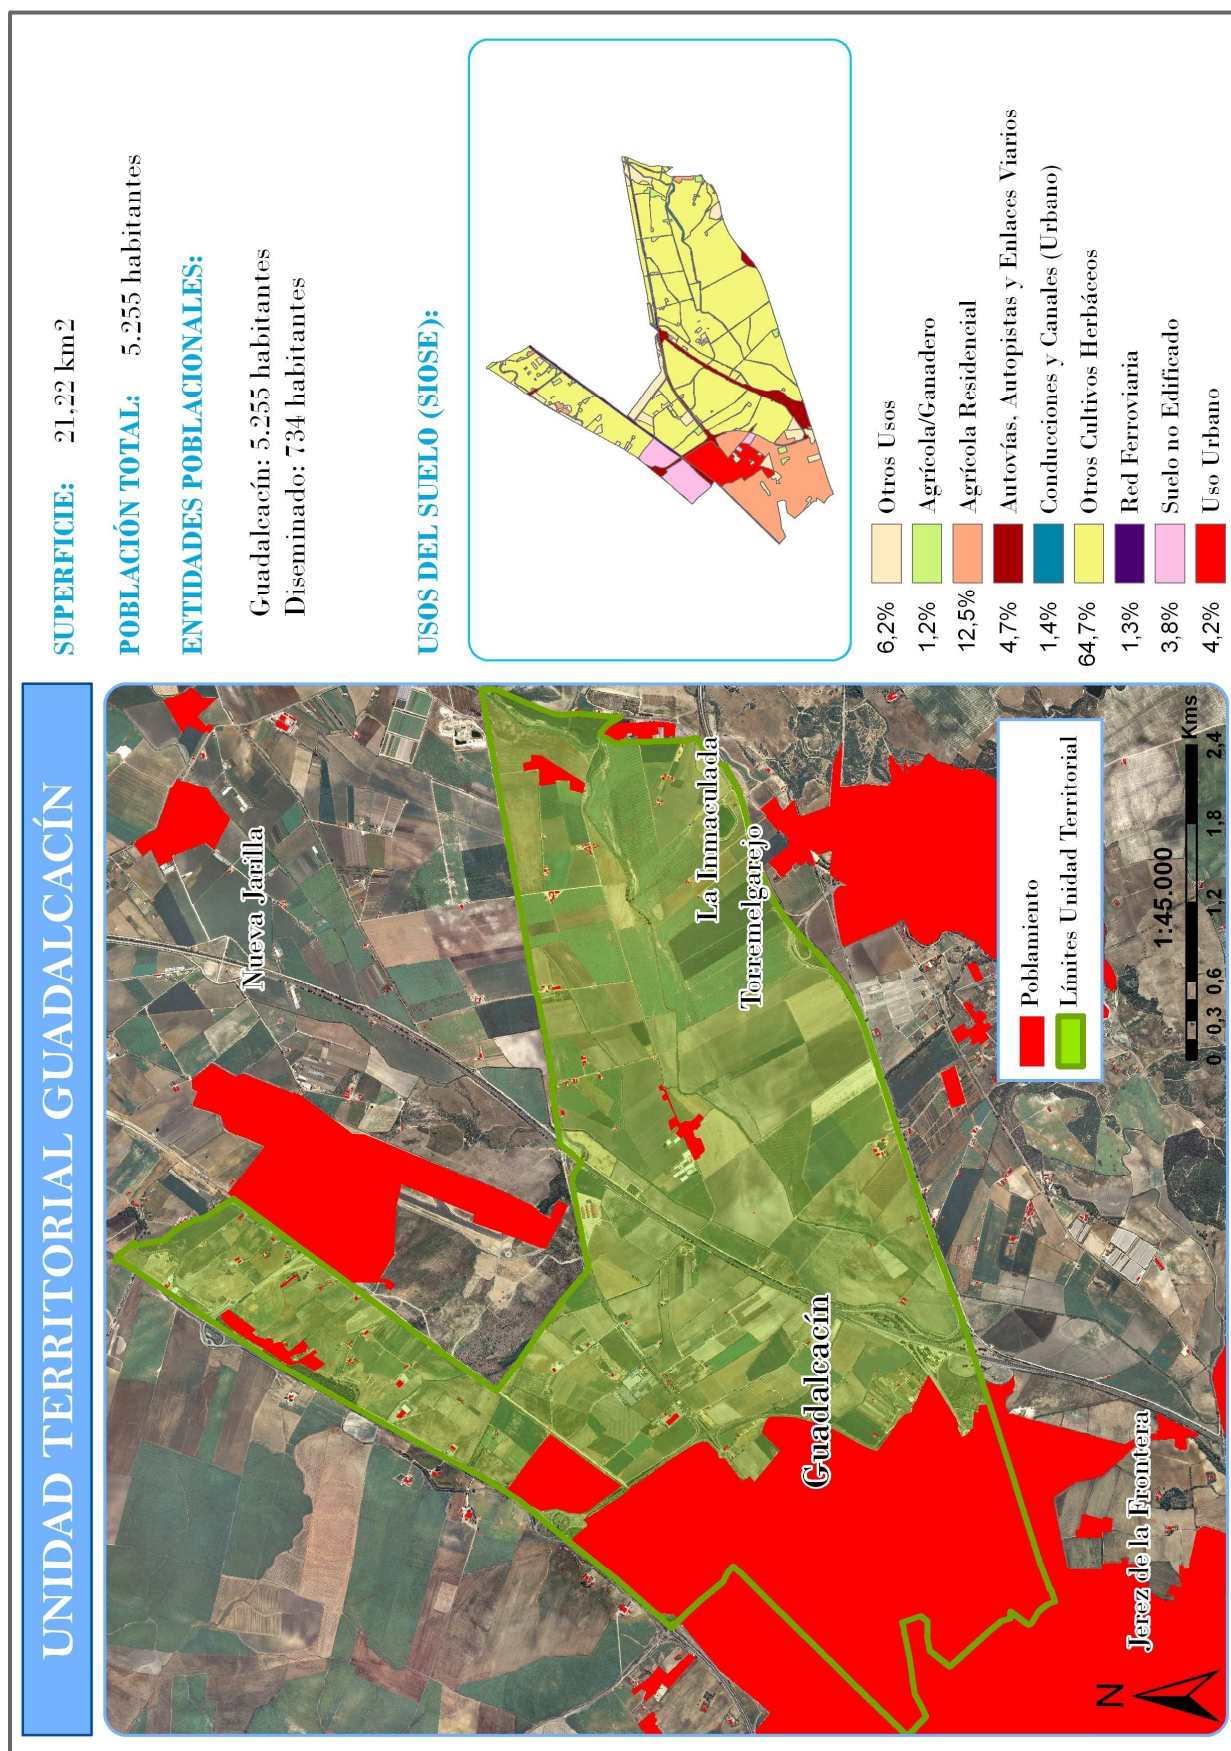 UNIDAD TERRITORIAL GUADALCACÍN
Nueva Jarilla
La Inmaculada
Torremelgarejo
Guadalcacín
Jerez de la Frontera
N
Poblamiento
Límites Unidad Territorial
1:45.000
0 0,3 0,6 1,2 1,8 2,4
Kms
SUPERFICIE: 21,22 km2
POBLACIÓN TOTAL: 5.255 habitantes
ENTIDADES POBLACIONALES:
Guadalcacín: 5.255 habitantes
Diseminado: 734 habitantes
USOS DEL SUELO (SIOSE):
6,2% Otros Usos
1,2% Agrícola/Ganadero
12,5% Agrícola Residencial
4,7% Autovías, Autopistas y Enlaces Viarios
1,4% Conducciones y Canales (Urbano)
64,7% Otros Cultivos Herbáceos
1,3% Red Ferroviaria
3,8% Suelo no Edificado
4,2% Uso Urbano